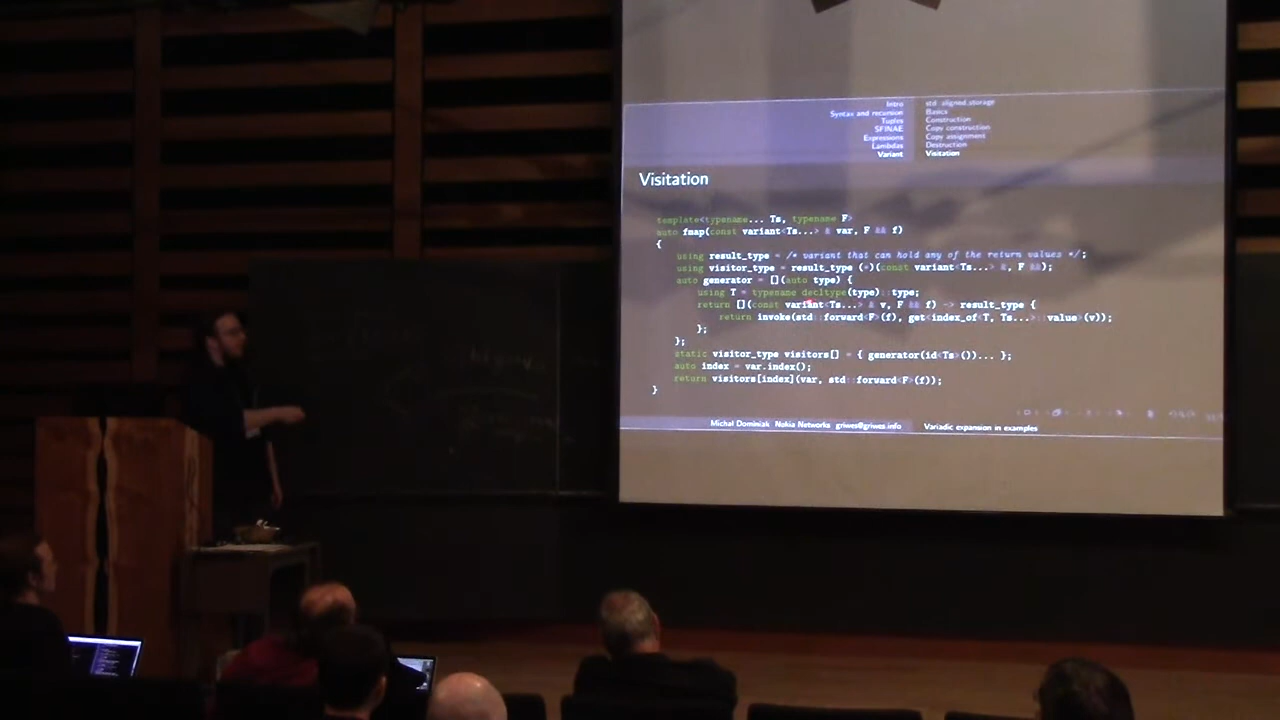 Intro
Syntax and recursion
Tuples
SFINAE
Expressions
Lambdas
Variant
std::aligned_storage
Basics
Construction
Copy construction
Copy assignment
Destruction
Visitation
Visitation
template<typename... Ts, typename F>
auto fmap(const variant<Ts...> & var, F && f)
{
using result_type = /* variant that can hold any of the return values */;
using visitor_type = result_type (*)(const variant<Ts...> &, F &&);
auto generator = [](auto type) {
using T = typename decltype(type)::type;
return [](const variant<Ts...> & v, F && f) -> result_type {
return invoke(std::forward<F>(f), get<index_of<T, Ts...>::value>(v));
};
};
static visitor_type visitors[] = { generator(id<Ts>())... };
auto index = var.index();
return visitors[index](var, std::forward<F>(f));
}
Michał Dominiak Nokia Networks griwes@griwes.info
Variadic expansion in examples